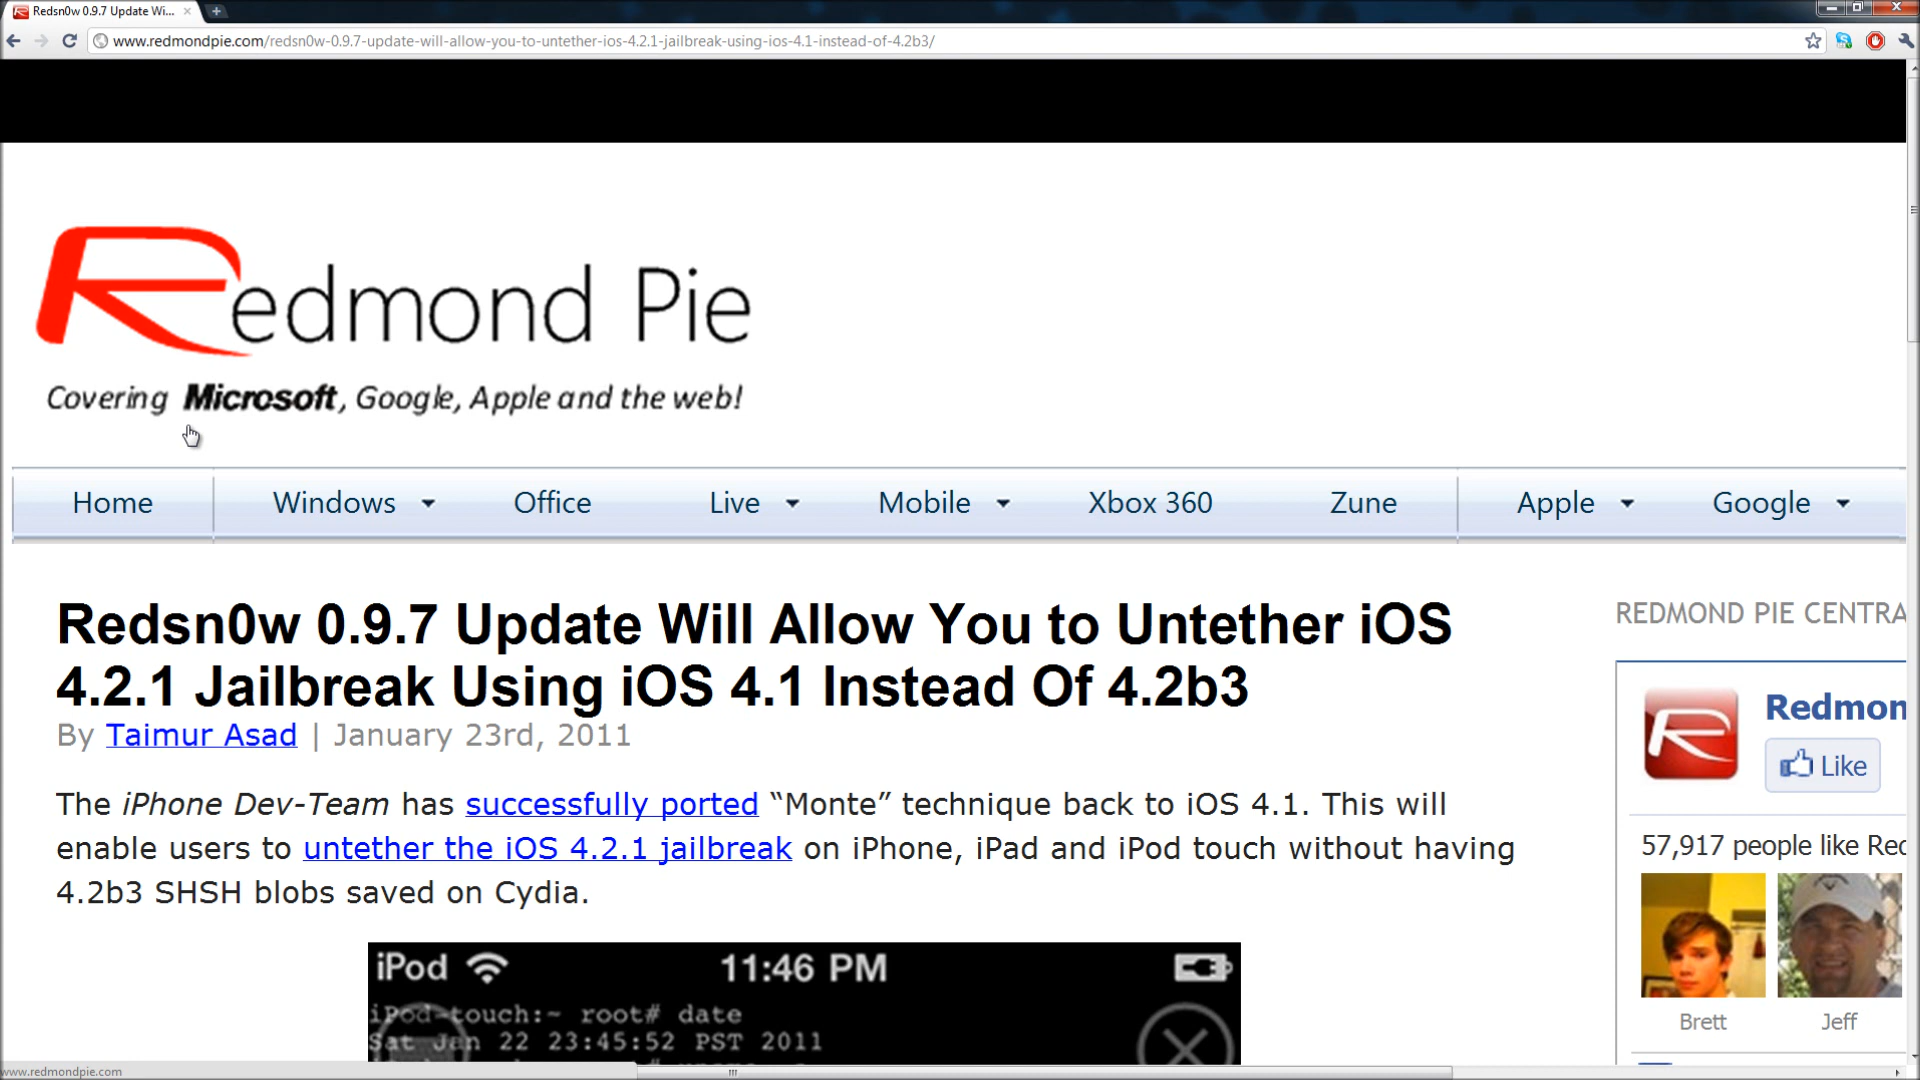 Redsn0w 0.9.7 Update Wi...
www.redmondpie.com/redsn0w-0.9.7-update-will-allow-you-to-untether-ios-4.2.1-jailbreak-using-ios-4.1-instead-of-4.2b3/
Redmond Pie
Covering Microsoft, Google, Apple and the web!
Home Windows Office Live Mobile Xbox 360 Zune Apple Google
Redsn0w 0.9.7 Update Will Allow You to Untether iOS
4.2.1 Jailbreak Using iOS 4.1 Instead Of 4.2b3
By Taimur Asad | January 23rd, 2011
The iPhone Dev-Team has successfully ported “Monte” technique back to iOS 4.1. This will
enable users to untether the iOS 4.2.1 jailbreak on iPhone, iPad and iPod touch without having
4.2b3 SHSH blobs saved on Cydia.
REDMOND PIE CENTRA
Redmon
Like
57,917 people like Red
Brett Jeff
iPod 11:46 PM
iPod-touch:~ root# date
Sat Jan 22 23:45:52 PST 2011
www.redmondpie.com